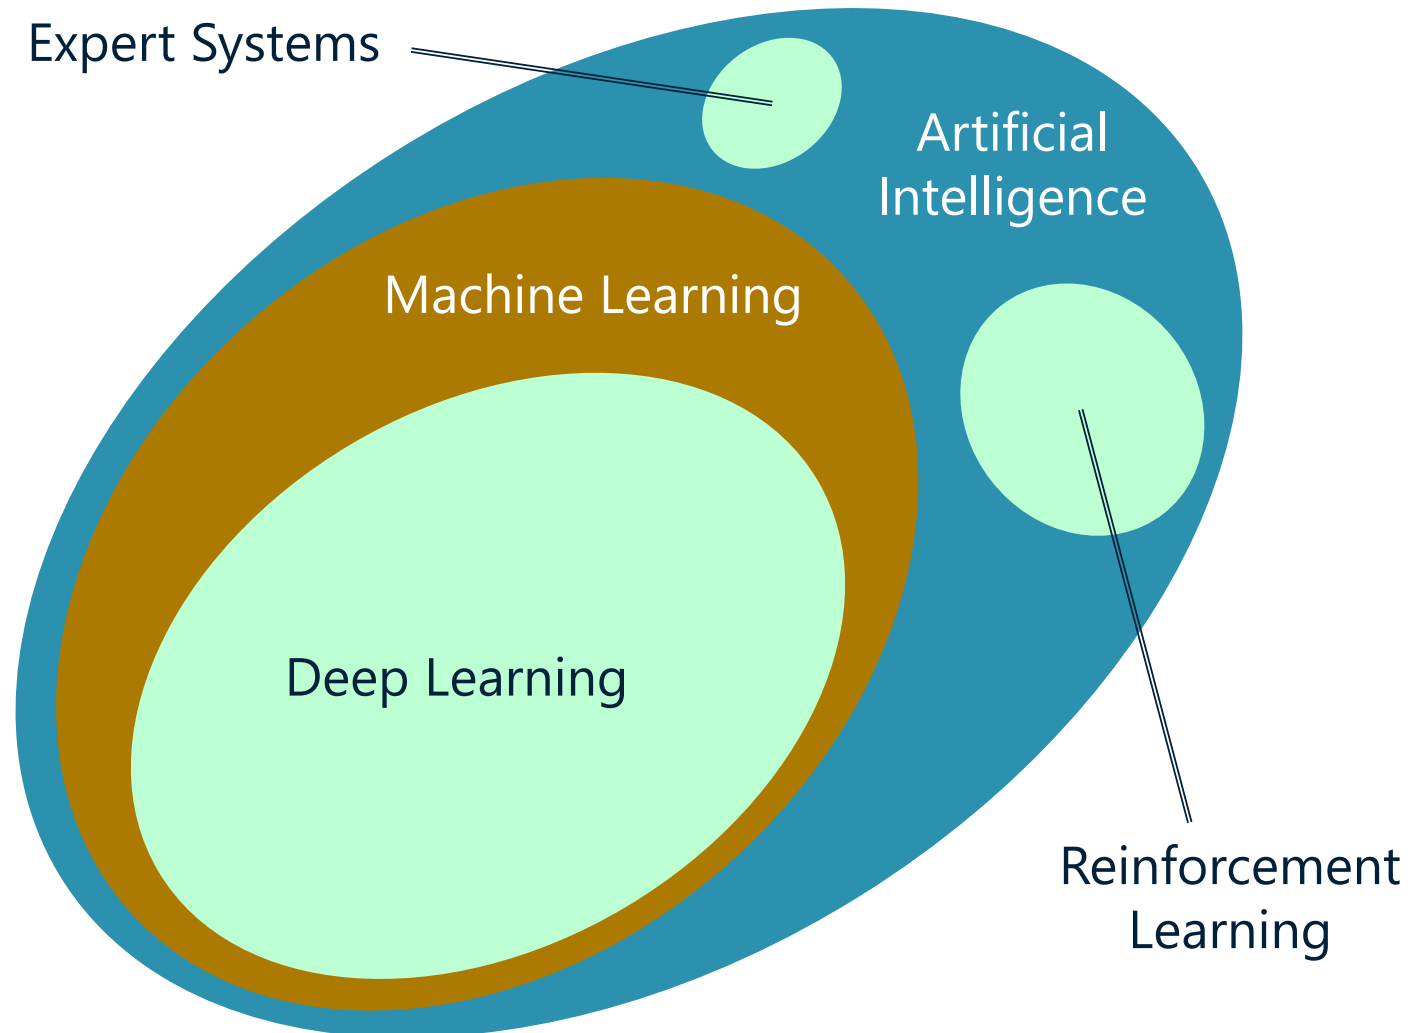 Expert Systems
Artificial
Intelligence
Machine Learning
Deep Learning
Reinforcement
Learning